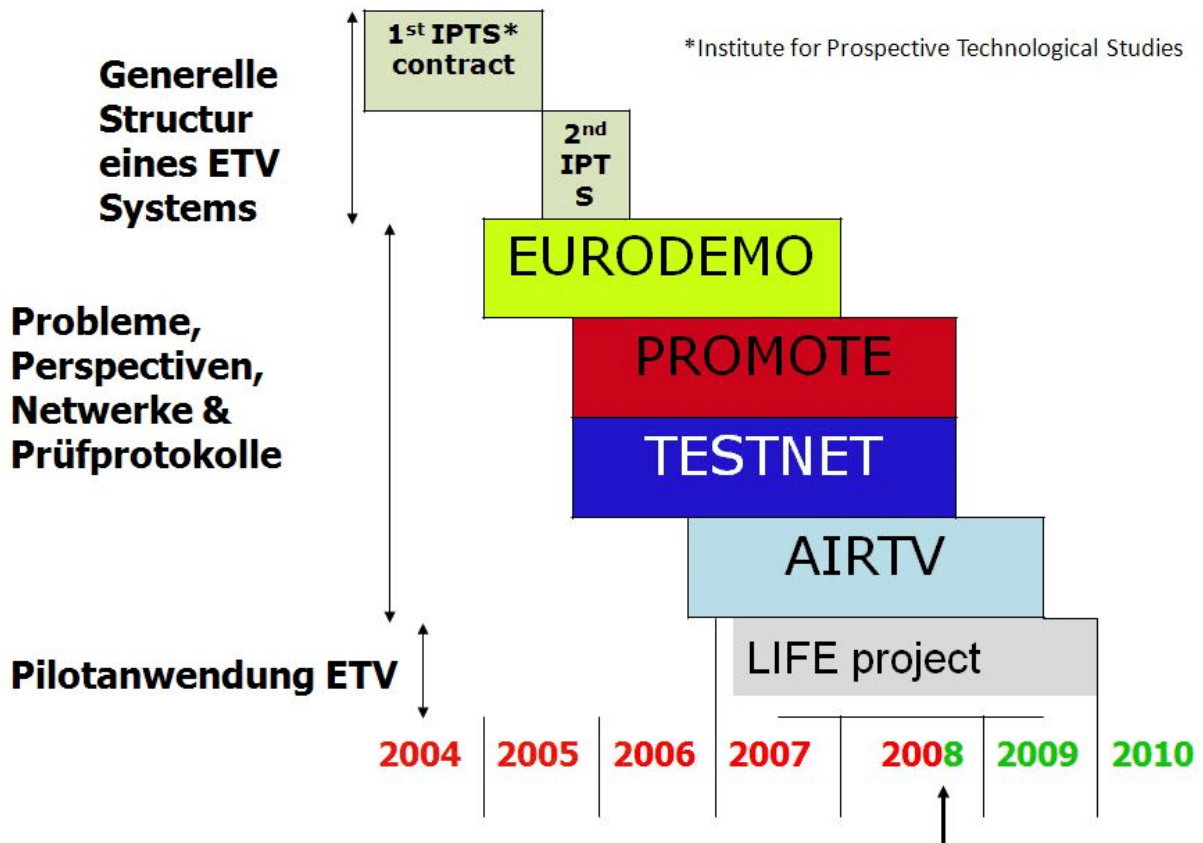 1st IPTS*
contract
*Institute for Prospective Technological Studies
Generelle
Structur
eines ETV
Systems
2nd
IPT
S
EURODEMO
Probleme,
Perspectiven,
Netwerke &
Prüfprotokolle
PROMOTE
TESTNET
AIRTV
Pilotanwendung ETV
LIFE project
2004 2005 2006 2007 2008 2009 2010